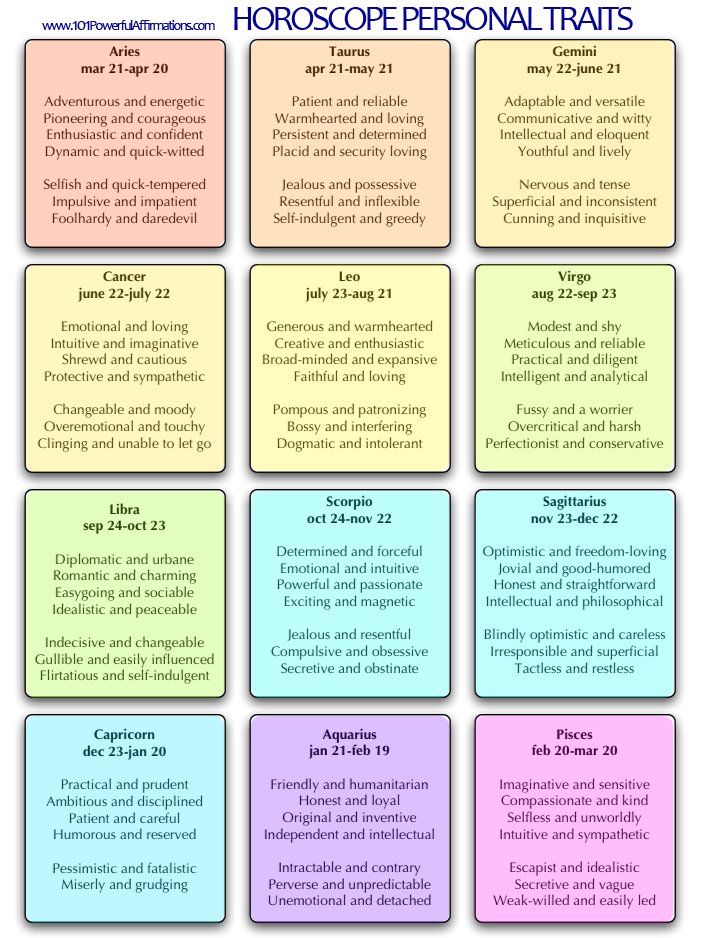 www.101PowerfulAffirmations.com HOROSCOPE PERSONAL TRAITS
Aries
mar 21-apr 20
Adventurous and energetic
Pioneering and courageous
Enthusiastic and confident
Dynamic and quick-witted
Selfish and quick-tempered
Impulsive and impatient
Foolhardy and daredevil
Taurus
apr 21-may 21
Patient and reliable
Warmhearted and loving
Persistent and determined
Placid and security loving
Jealous and possessive
Resentful and inflexible
Self-indulgent and greedy
Gemini
may 22-june 21
Adaptable and versatile
Communicative and witty
Intellectual and eloquent
Youthful and lively
Nervous and tense
Superficial and inconsistent
Cunning and inquisitive
Cancer
june 22-july 22
Emotional and loving
Intuitive and imaginative
Shrewd and cautious
Protective and sympathetic
Changeable and moody
Overemotional and touchy
Clinging and unable to let go
Leo
july 23-aug 21
Generous and warmhearted
Creative and enthusiastic
Broad-minded and expansive
Faithful and loving
Pompous and patronizing
Bossy and interfering
Dogmatic and intolerant
Virgo
aug 22-sep 23
Modest and shy
Meticulous and reliable
Practical and diligent
Intelligent and analytical
Fussy and a worrier
Overcritical and harsh
Perfectionist and conservative
Libra
sep 24-oct 23
Diplomatic and urbane
Romantic and charming
Easygoing and sociable
Idealistic and peaceable
Indecisive and changeable
Gullible and easily influenced
Flirtatious and self-indulgent
Scorpio
oct 24-nov 22
Determined and forceful
Emotional and intuitive
Powerful and passionate
Exciting and magnetic
Jealous and resentful
Compulsive and obsessive
Secretive and obstinate
Sagittarius
nov 23-dec 22
Optimistic and freedom-loving
Jovial and good-humored
Honest and straightforward
Intellectual and philosophical
Blindly optimistic and careless
Irresponsible and superficial
Tactless and restless
Capricorn
dec 23-jan 20
Practical and prudent
Ambitious and disciplined
Patient and careful
Humorous and reserved
Pessimistic and fatalistic
Miserly and grudging
Aquarius
jan 21-feb 19
Friendly and humanitarian
Honest and loyal
Original and inventive
Independent and intellectual
Intractable and contrary
Perverse and unpredictable
Unemotional and detached
Pisces
feb 20-mar 20
Imaginative and sensitive
Compassionate and kind
Selfless and unworldly
Intuitive and sympathetic
Escapist and idealistic
Secretive and vague
Weak-willed and easily led